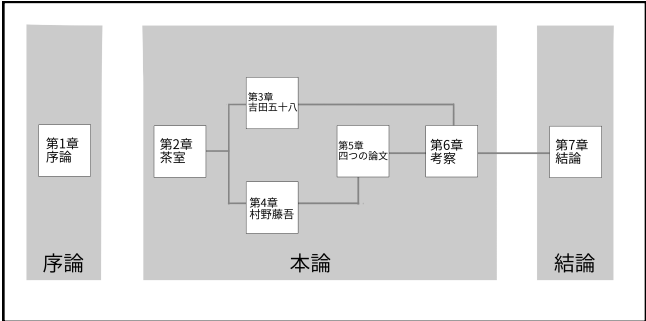 第1章
序論
第2章
茶室
第3章
吉田五十八
第4章
村野藤吾
第5章
四つの論文
第6章
考察
第7章
結論
序論
本論
結論